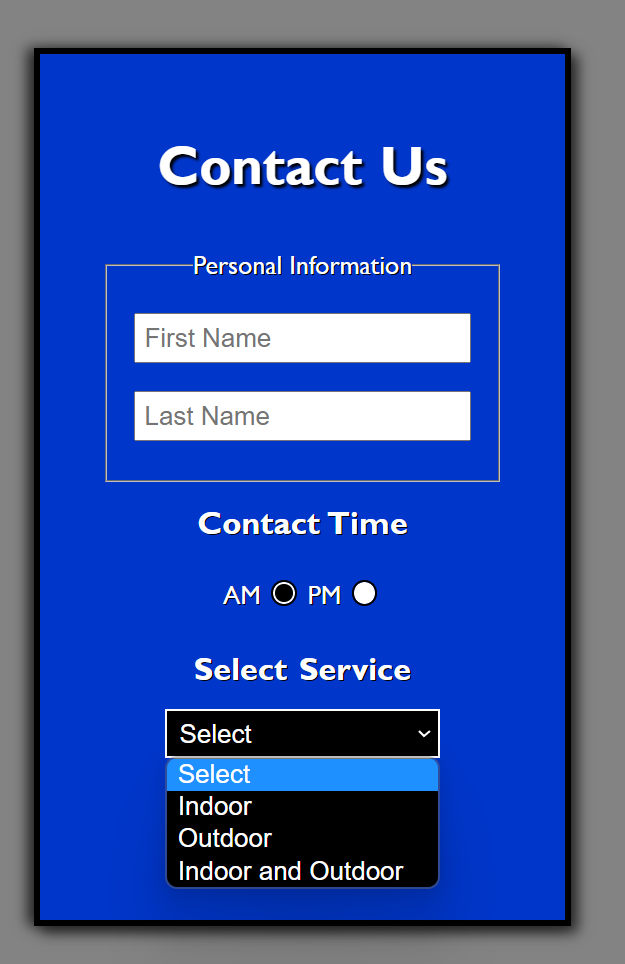 Contact Us
Personal Information
First Name
Last Name
Contact Time
AM PM
Select Service
Select
Select
Indoor
Outdoor
Indoor and Outdoor